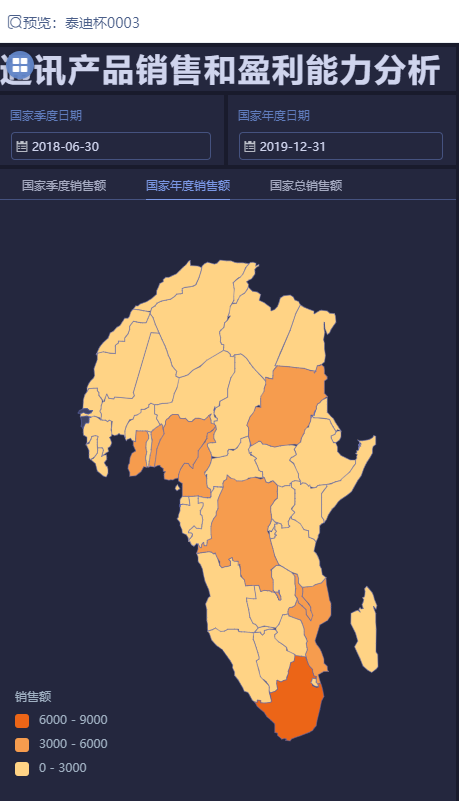 预览：泰迪杯0003
通讯产品销售和盈利能力分析
国家季度日期
国家年度日期
2018-06-30
2019-12-31
国家季度销售额 国家年度销售额 国家总销售额
销售额
6000 - 9000
3000 - 6000
0 - 3000